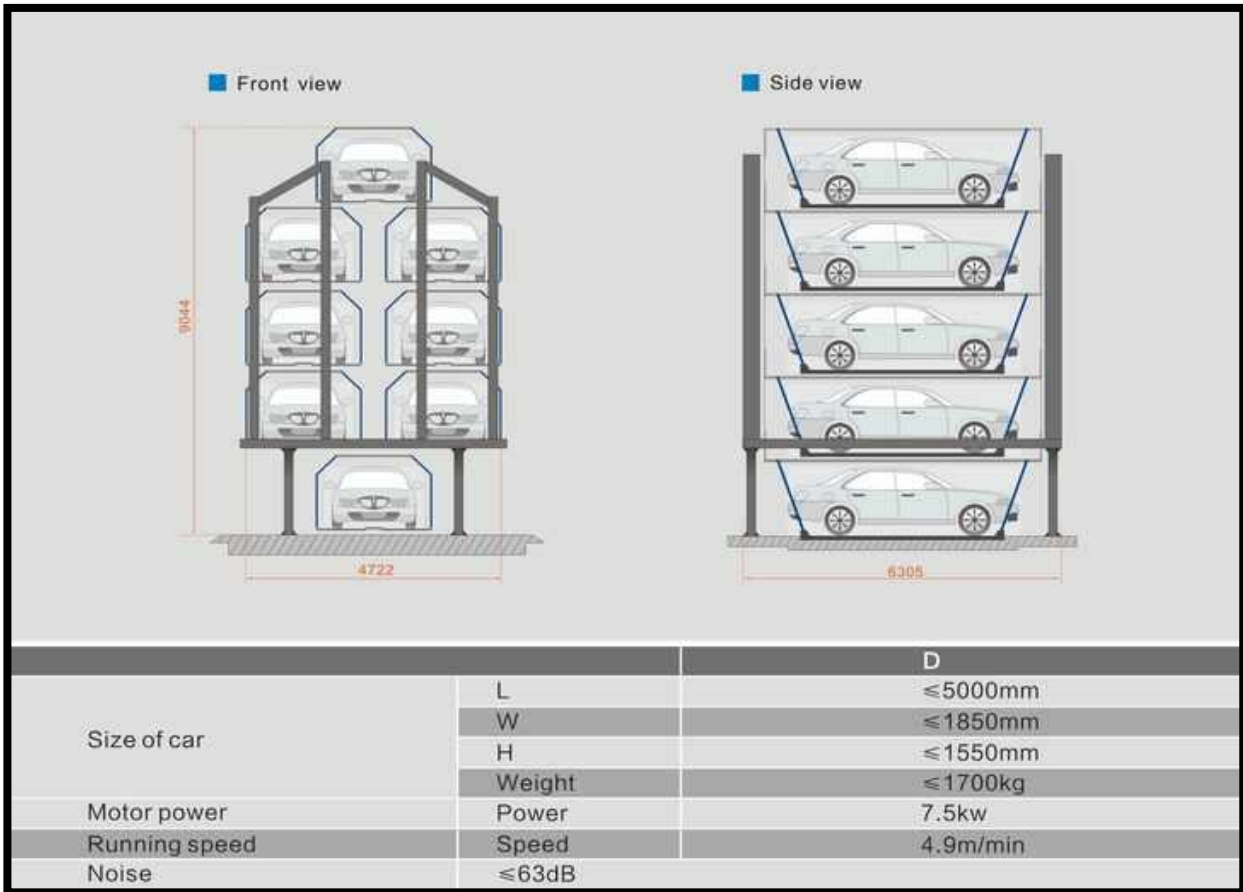 Front view
Side view
9044
4722
6305
D
Size of car
L ≤5000mm
W ≤1850mm
H ≤1550mm
Weight ≤1700kg
Motor power Power 7.5kw
Running speed Speed 4.9m/min
Noise ≤63dB